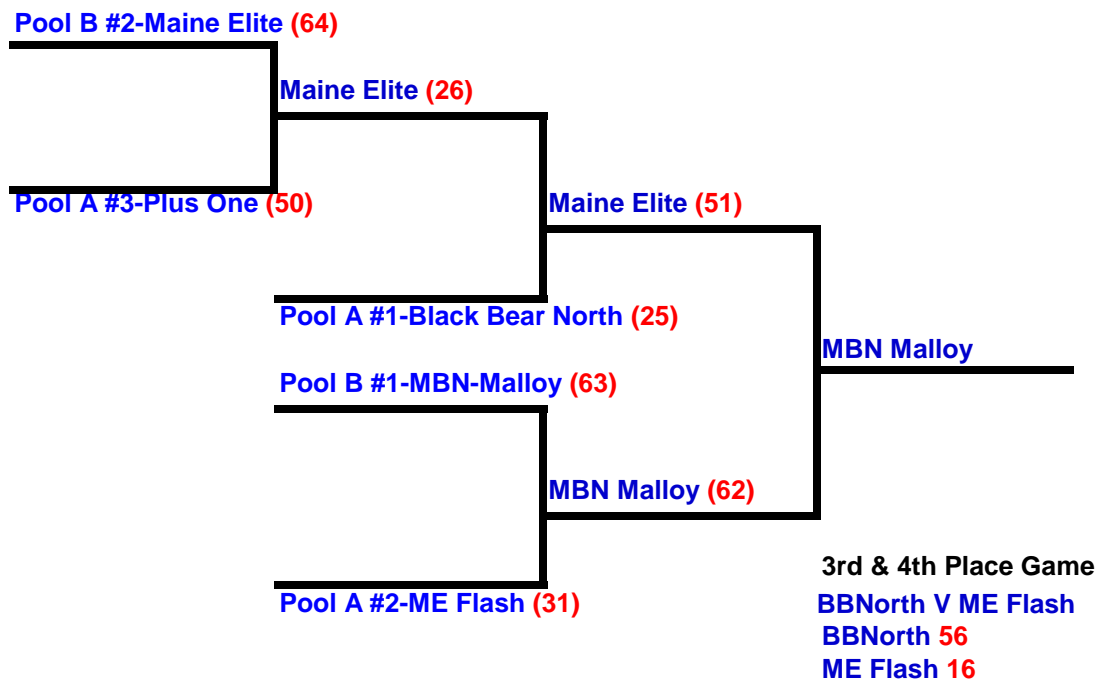 Pool B #2-Maine Elite (64)
Maine Elite (26)
Pool A #3-Plus One (50)
Maine Elite (51)
Pool A #1-Black Bear North (25)
MBN Malloy
Pool B #1-MBN-Malloy (63)
MBN Malloy (62)
3rd & 4th Place Game
Pool A #2-ME Flash (31)
BBNorth V ME Flash
BBNorth 56
ME Flash 16